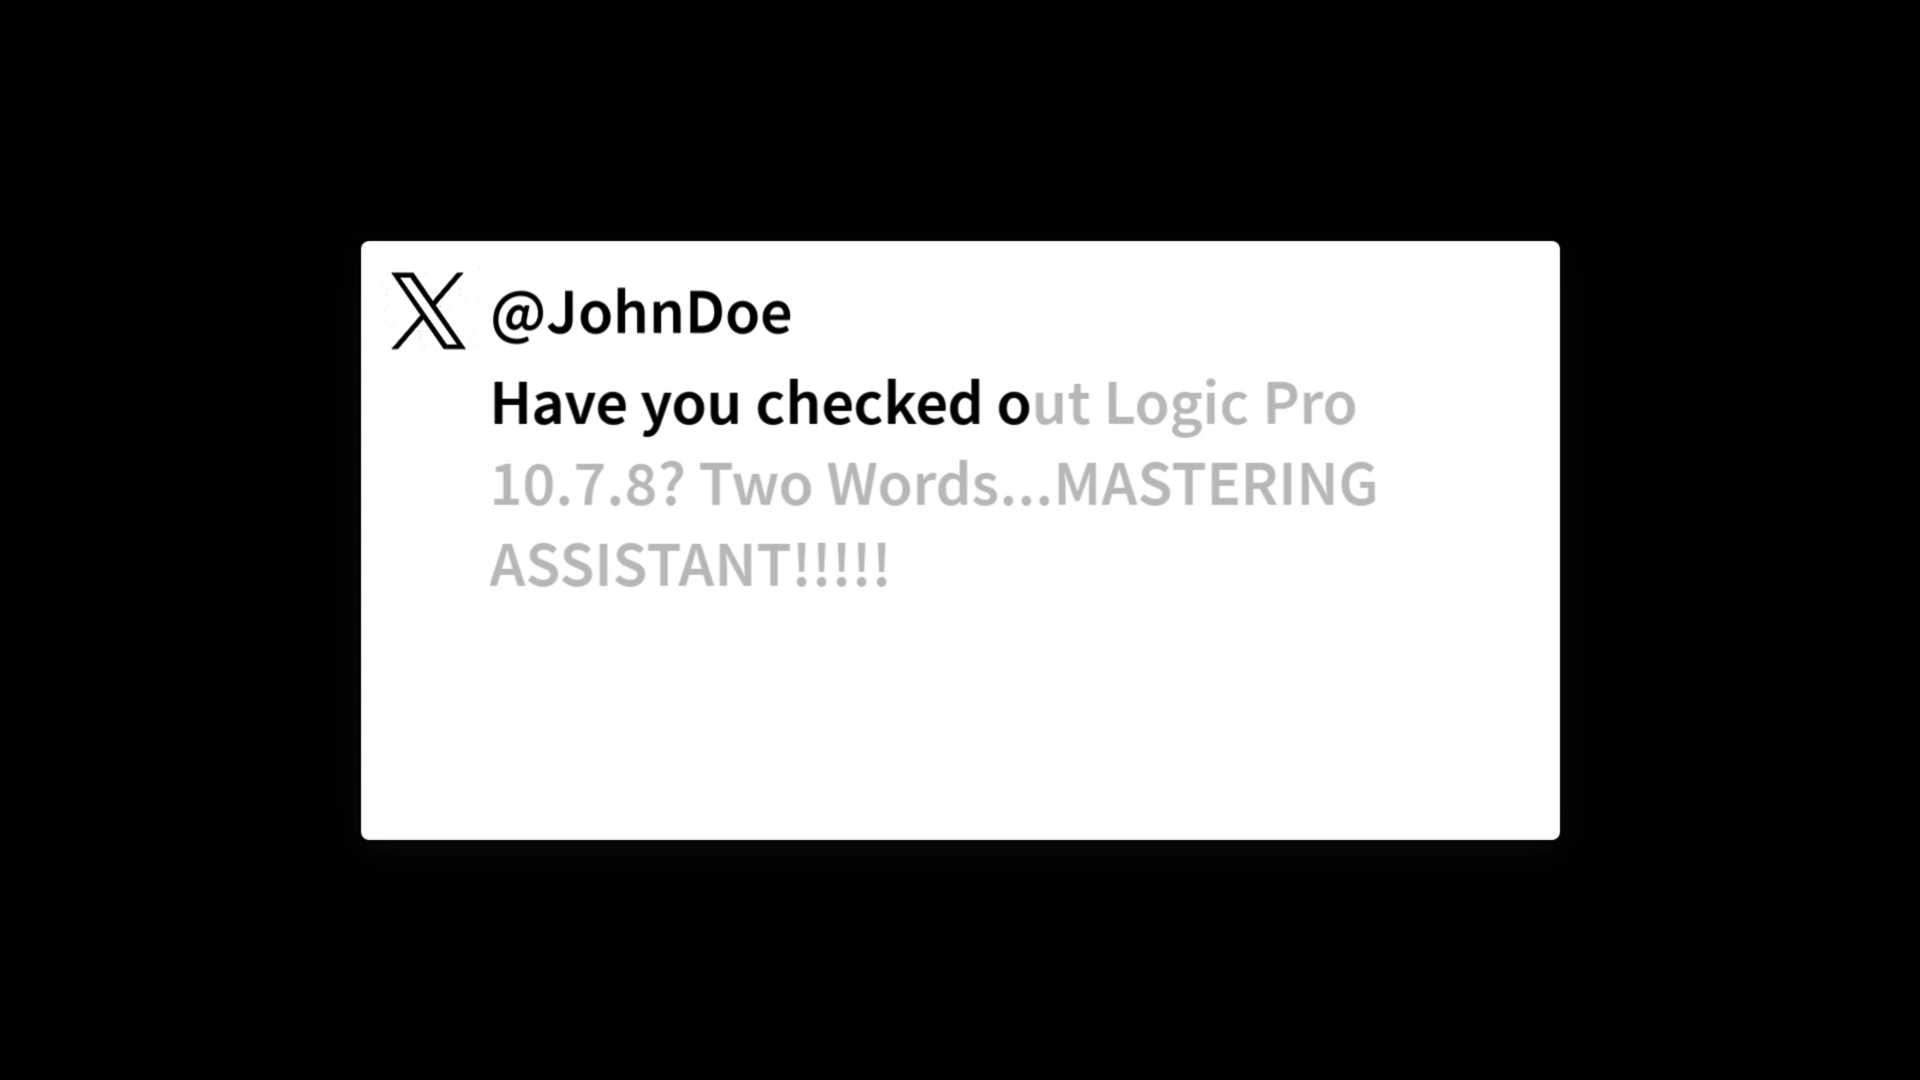 @JohnDoe
Have you checked out Logic Pro
10.7.8? Two Words...MASTERING
ASSISTANT!!!!!